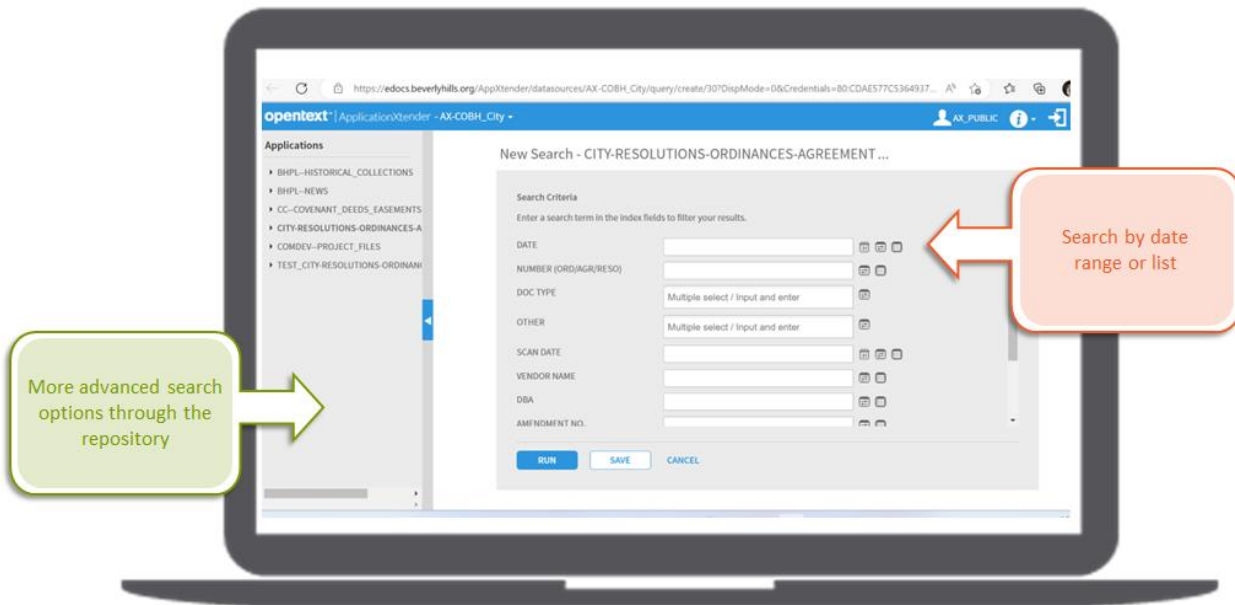 https://edocs.beverlyhills.org/AppXtender/datasources/AX-COBH_City/query/create/30?DispMode=0&Credentials=80:CDAE577C5364937...
opentext™ | ApplicationXtender - AX-COBH_City
AX_PUBLIC
Applications
BHPL--HISTORICAL_COLLECTIONS
BHPL--NEWS
CC--COVENANT_DEEDS_EASEMENTS
CITY-RESOLUTIONS-ORDINANCES-A
COMDEV--PROJECT_FILES
TEST_CITY-RESOLUTIONS-ORDINAN
New Search - CITY-RESOLUTIONS-ORDINANCES-AGREEMENT ...
Search Criteria
Enter a search term in the index fields to filter your results.
DATE
NUMBER (ORD/AGR/RESO)
DOC TYPE
Multiple select / Input and enter
OTHER
Multiple select / Input and enter
SCAN DATE
VENDOR NAME
DBA
AMENDMENT NO.
RUN
SAVE
CANCEL
Search by date
range or list
More advanced search
options through the
repository